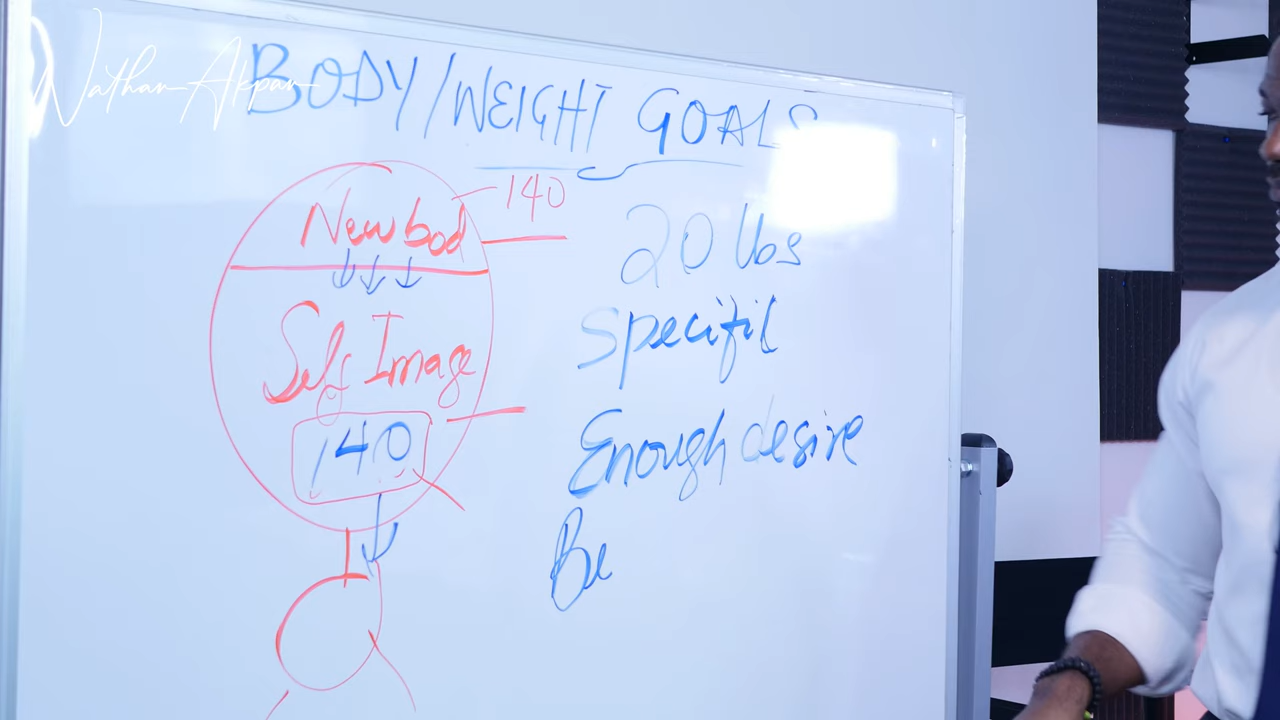 Nathan Akpan
BODY/WEIGHT GOALS
New bod
140
Self Image
140
20 lbs
Specific
Enough desire
Be